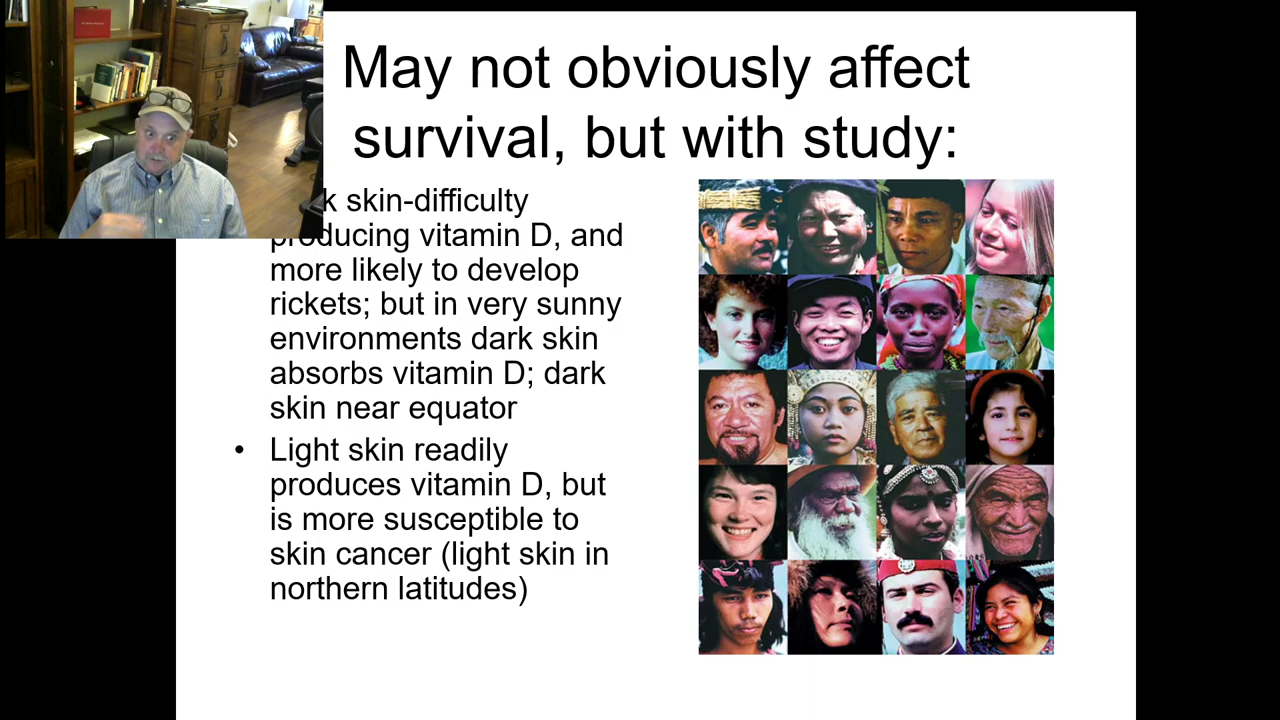 May not obviously affect
survival, but with study:
skin-difficulty
producing vitamin D, and
more likely to develop
rickets; but in very sunny
environments dark skin
absorbs vitamin D; dark
skin near equator
• Light skin readily
produces vitamin D, but
is more susceptible to
skin cancer (light skin in
northern latitudes)